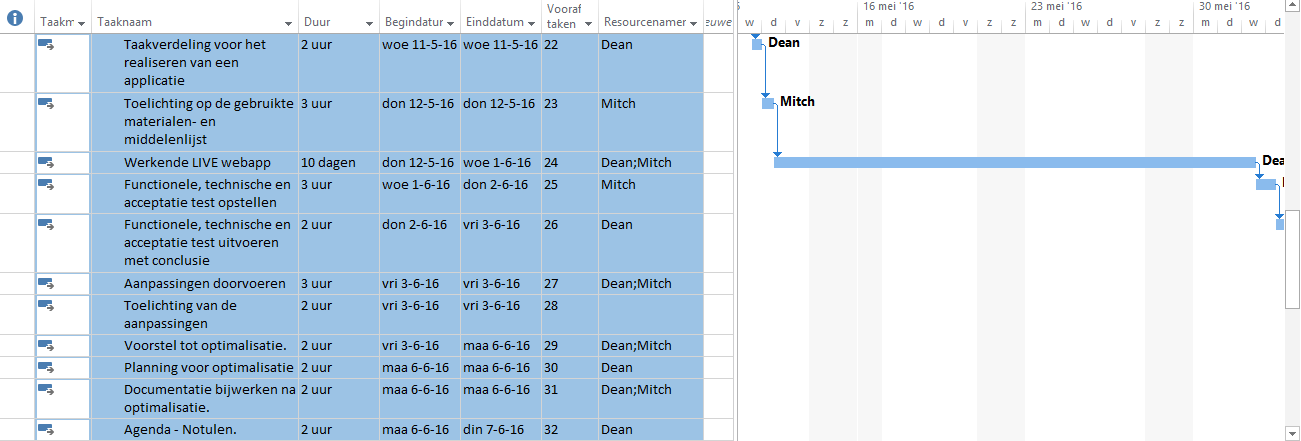 16 mei '16 23 mei '16 30 mei '16
Taakm Taaknaam Duur Begindatur Einddatum Vooraf taken Resourcenamer euwe
w d v z z m d w d v z z m d w d v z z m d w d
Taakverdeling voor het 2 uur woe 11-5-16 woe 11-5-16 22 Dean Dean
realiseren van een
applicatie
Toelichting op de gebruikte 3 uur don 12-5-16 don 12-5-16 23 Mitch Mitch
materialen- en
middelenlijst
Werkende LIVE webapp 10 dagen don 12-5-16 woe 1-6-16 24 Dean;Mitch Dea
Functionele, technische en 3 uur woe 1-6-16 don 2-6-16 25 Mitch
acceptatie test opstellen
Functionele, technische en 2 uur don 2-6-16 vri 3-6-16 26 Dean
acceptatie test uitvoeren
met conclusie
Aanpassingen doorvoeren 3 uur vri 3-6-16 vri 3-6-16 27 Dean;Mitch
Toelichting van de 2 uur vri 3-6-16 vri 3-6-16 28
aanpassingen
Voorstel tot optimalisatie. 2 uur vri 3-6-16 maa 6-6-16 29 Dean;Mitch
Planning voor optimalisatie 2 uur maa 6-6-16 maa 6-6-16 30 Dean
Documentatie bijwerken na 2 uur maa 6-6-16 maa 6-6-16 31 Dean;Mitch
optimalisatie.
Agenda - Notulen. 2 uur maa 6-6-16 din 7-6-16 32 Dean